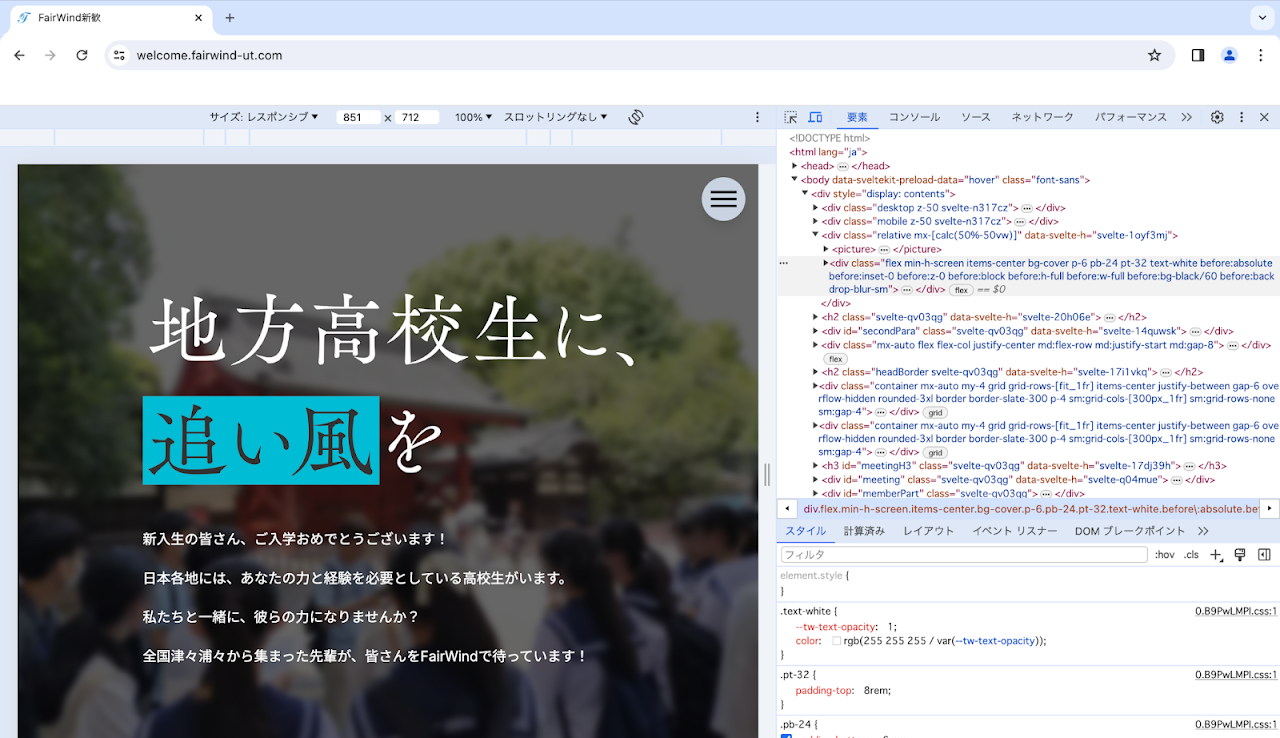 FairWind新歓
welcome.fairwind-ut.com
サイズ: レスポンシブ ▼ 851 × 712 100% ▼ スロットリングなし ▼
地方高校生に、
追い風を
新入生の皆さん、ご入学おめでとうございます！
日本各地には、あなたの力と経験を必要としている高校生がいます。
私たちと一緒に、彼らの力になりませんか？
全国津々浦々から集まった先輩が、皆さんをFairWindで待っています！
要素 コンソール ソース ネットワーク パフォーマンス
<!DOCTYPE html>
<html lang="ja">
<head> … </head>
<body data-sveltekit-preload-data="hover" class="font-sans">
<div style="display: contents">
<div class="desktop z-50 svelte-n317cz"> … </div>
<div class="mobile z-50 svelte-n317cz"> … </div>
<div class="relative mx-[calc(50%-50vw)]" data-svelte-h="svelte-1oyf3mj">
<picture> … </picture>
<div class="flex min-h-screen items-center bg-cover p-6 pb-24 pt-32 text-white before:absolute
before:inset-0 before:z-0 before:block before:h-full before:w-full before:bg-black/60 before:back
drop-blur-sm"> … </div> flex == $0
</div>
<h2 class="svelte-qv03qg" data-svelte-h="svelte-20h06e"> … </h2>
<div id="secondPara" class="svelte-qv03qg" data-svelte-h="svelte-14quwsk"> … </div>
<div class="mx-auto flex flex-col justify-center md:flex-row md:justify-start md:gap-8"> … </div>
flex
<h2 class="headBorder svelte-qv03qg" data-svelte-h="svelte-17i1vkq"> … </h2>
<div class="container mx-auto my-4 grid grid-rows-[fit_1fr] items-center justify-between gap-6 ove
rflow-hidden rounded-3xl border border-slate-300 p-4 sm:grid-cols-[300px_1fr] sm:grid-rows-none
sm:gap-4"> … </div> grid
<div class="container mx-auto my-4 grid grid-rows-[fit_1fr] items-center justify-between gap-6 ove
rflow-hidden rounded-3xl border border-slate-300 p-4 sm:grid-cols-[300px_1fr] sm:grid-rows-none
sm:gap-4"> … </div> grid
<h3 id="meetingH3" class="svelte-qv03qg" data-svelte-h="svelte-17dj39h"> … </h3>
<div id="meeting" class="svelte-qv03qg" data-svelte-h="svelte-q04mue"> … </div>
<div id="memberPart" class="svelte-qv03qg"> … </div>
div.flex.min-h-screen.items-center.bg-cover.p-6.pb-24.pt-32.text-white.before\:absolute.be
スタイル 計算済み レイアウト イベント リスナー DOM ブレークポイント
フィルタ :hov .cls
element.style {
}
.text-white { 0.B9PwLMPl.css:1
--tw-text-opacity: 1;
color: rgb(255 255 255 / var(--tw-text-opacity));
}
.pt-32 { 0.B9PwLMPl.css:1
padding-top: 8rem;
}
.pb-24 { 0.B9PwLMPl.css:1